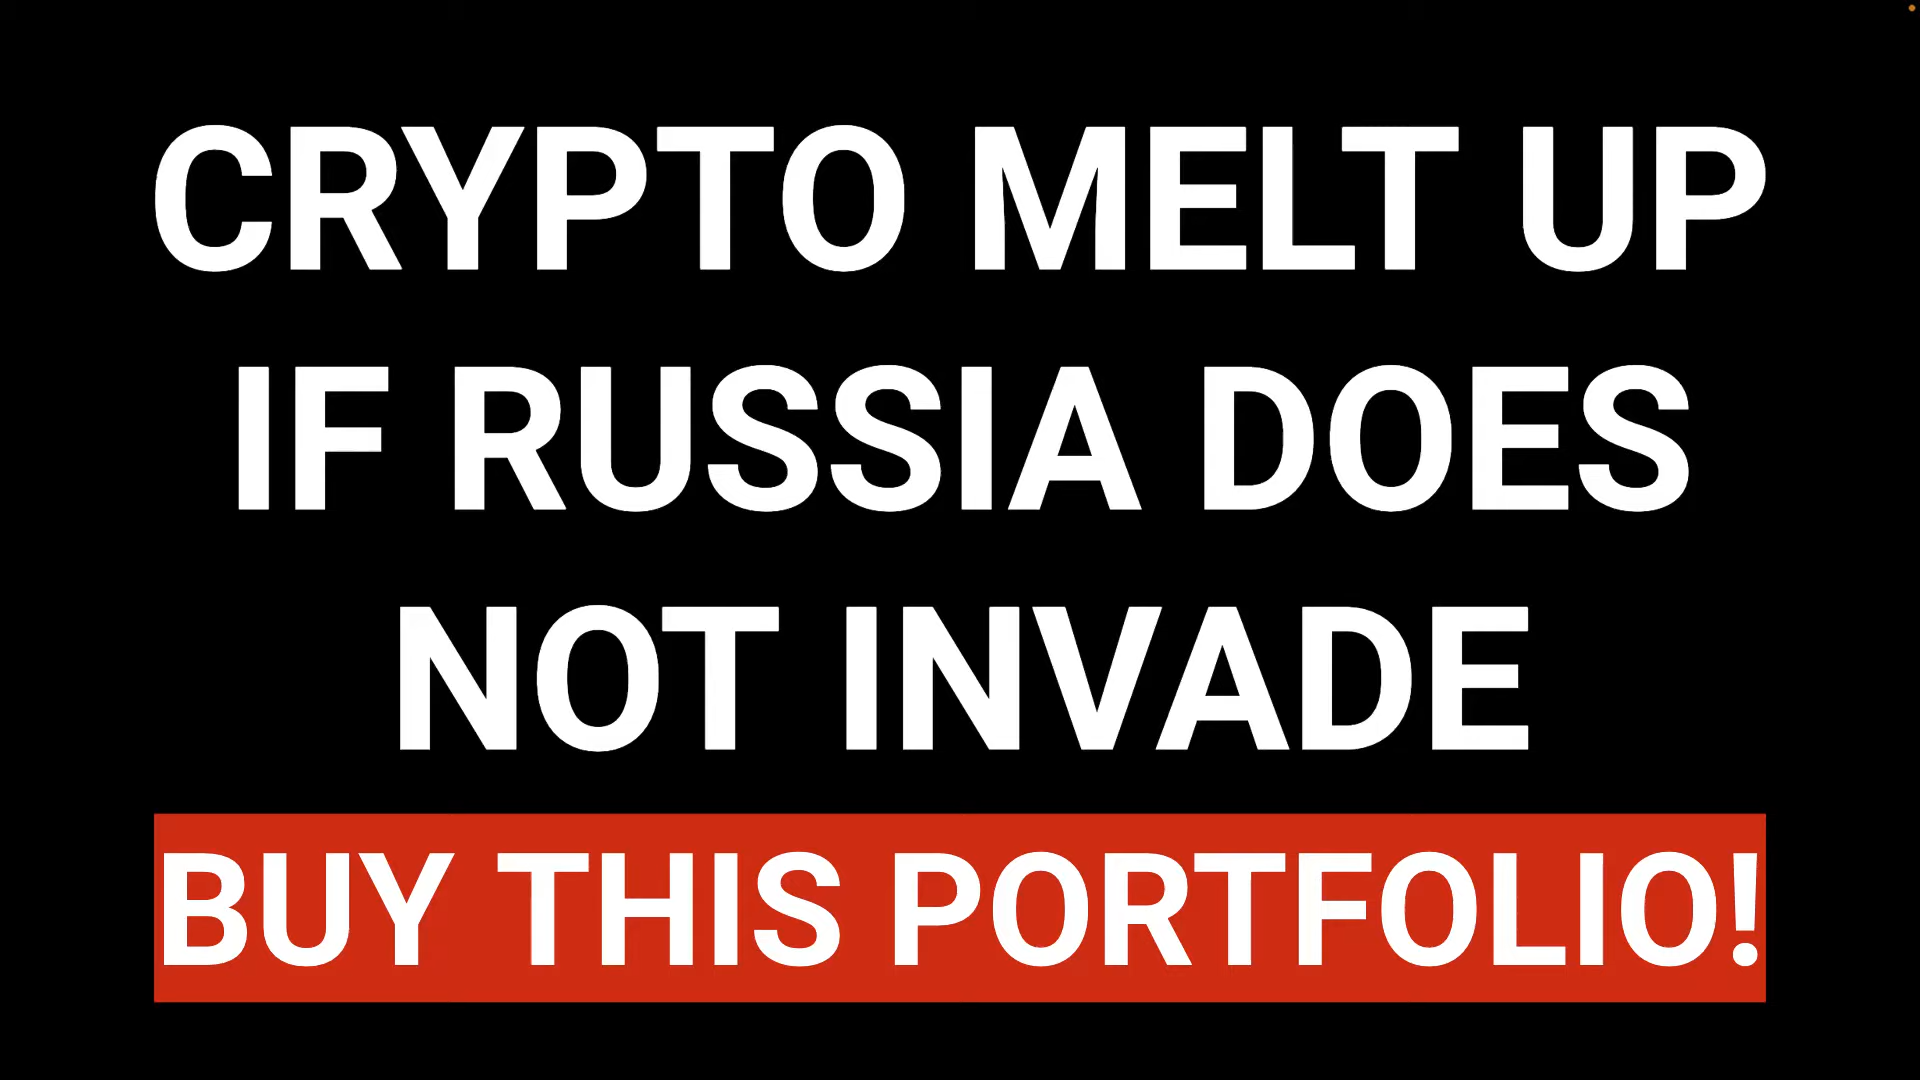 CRYPTO MELT UP
IF RUSSIA DOES
NOT INVADE
BUY THIS PORTFOLIO!